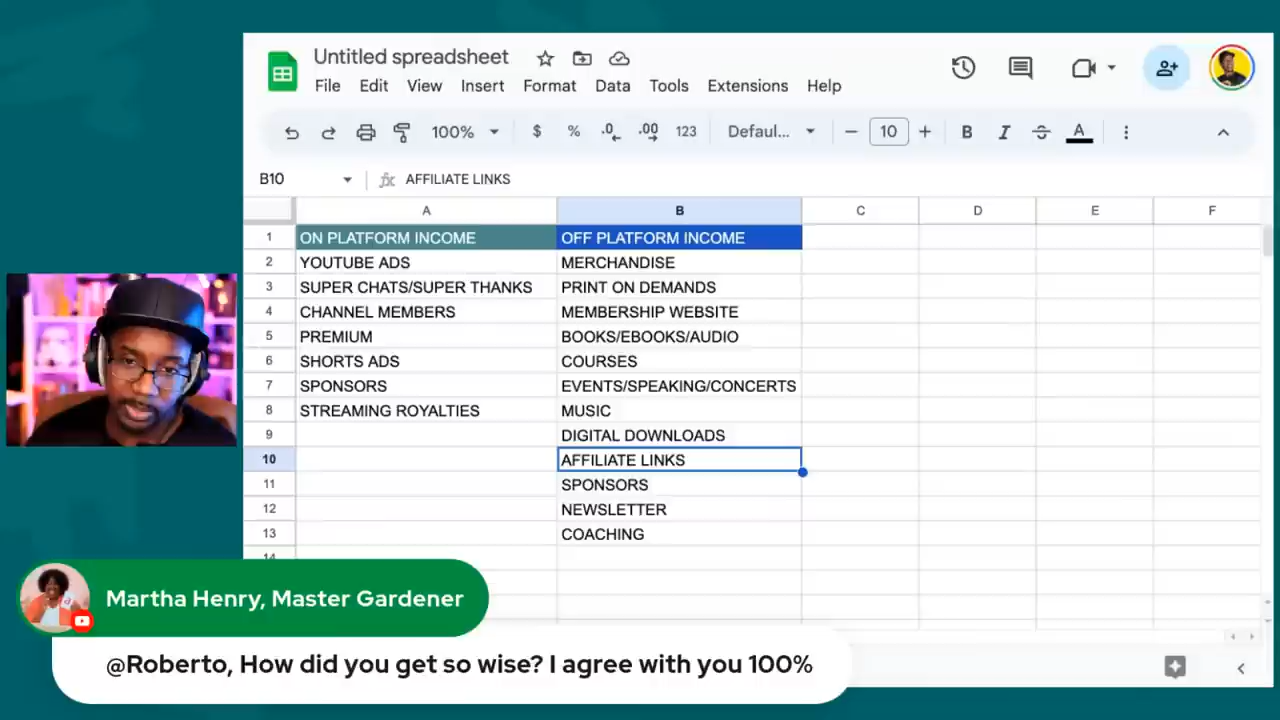 Untitled spreadsheet
File Edit View Insert Format Data Tools Extensions Help
100% $ % .0 .00 123 Defaul... 10 B I S A
B10 fx AFFILIATE LINKS
A B C D E F
1 ON PLATFORM INCOME OFF PLATFORM INCOME
2 YOUTUBE ADS MERCHANDISE
3 SUPER CHATS/SUPER THANKS PRINT ON DEMANDS
4 CHANNEL MEMBERS MEMBERSHIP WEBSITE
5 PREMIUM BOOKS/EBOOKS/AUDIO
6 SHORTS ADS COURSES
7 SPONSORS EVENTS/SPEAKING/CONCERTS
8 STREAMING ROYALTIES MUSIC
9 DIGITAL DOWNLOADS
10 AFFILIATE LINKS
11 SPONSORS
12 NEWSLETTER
13 COACHING
14
Martha Henry, Master Gardener
@Roberto, How did you get so wise? I agree with you 100%